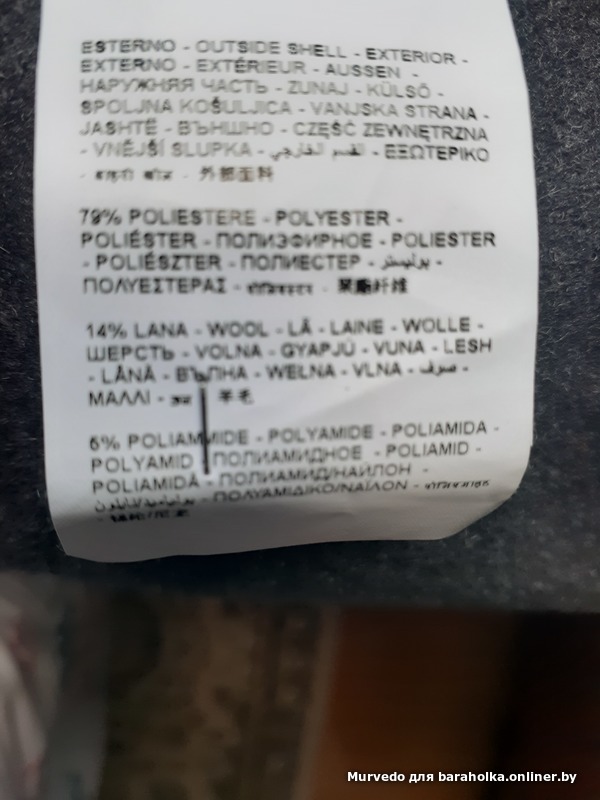 ESTERNO - OUTSIDE SHELL - EXTERIOR -
EXTERNO - EXTÉRIEUR - AUSSEN -
НАРУЖНЯЯ ЧАСТЬ - ZUNAJ - KÜLSŐ -
SPOLJNA KOŠULJICA - VANJSKA STRANA -
JASHTË - ВЪНШНО - CZĘŚĆ ZEWNĘTRZNA
- VNĚJŠÍ SLUPKA - القسم الخارجي - ΕΞΩΤΕΡΙΚΟ
- 外部面料
79% POLIESTERE - POLYESTER -
POLIÉSTER - ПОЛИЭФИРНОЕ - POLIESTER
- POLIÉSZTER - ПОЛИЕСТЕР - بوليستر -
ΠΟΛΥΕΣΤΕΡΑΣ - - 聚酯纤维
14% LANA - WOOL - LÃ - LAINE - WOLLE -
ШЕРСТЬ - VOLNA - GYAPJÚ - VUNA - LESH
- LÂNĂ - ВЪЛНА - WEŁNA - VLNA - صوف -
ΜΑΛΛΙ - 羊毛
6% POLIAMMIDE - POLYAMIDE - POLIAMIDA -
POLYAMID ПОЛИАМИДНОЕ - POLIAMID -
POLIAMIDĂ - ПОЛИАМИД/НАЙЛОН -
- ΠΟΛΥΑΜΙΔΙΚΟ/ΝΑΪΛΟΝ -
Murvedo для baraholka.onliner.by